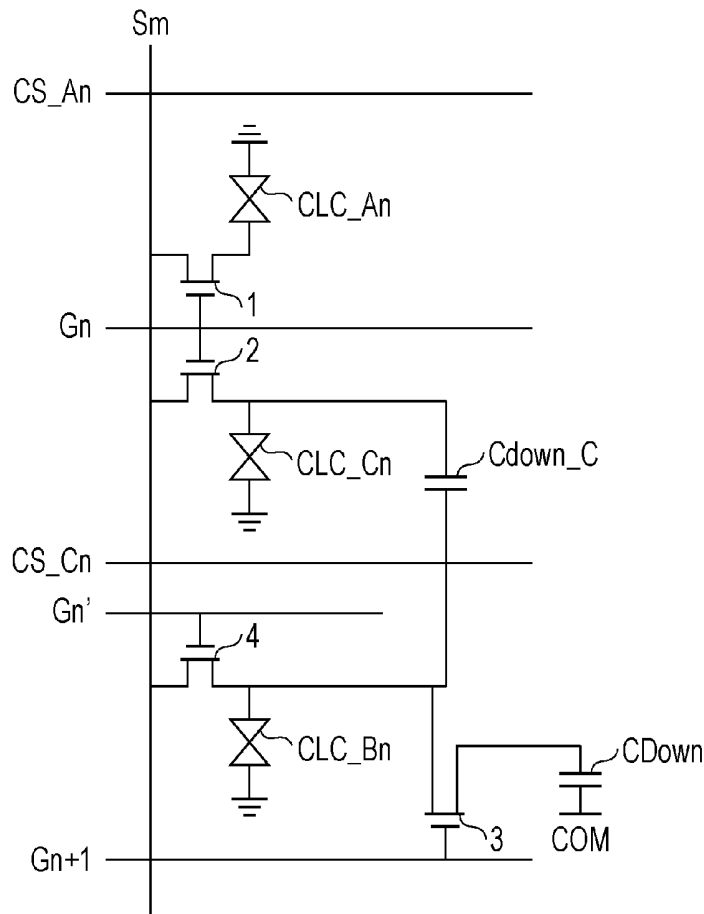 Sm
CS_An
CLC_An
1
Gn
2
CLC_Cn
Cdown_C
CS_Cn
Gn’
4
CLC_Bn
CDown
3
COM
Gn+1